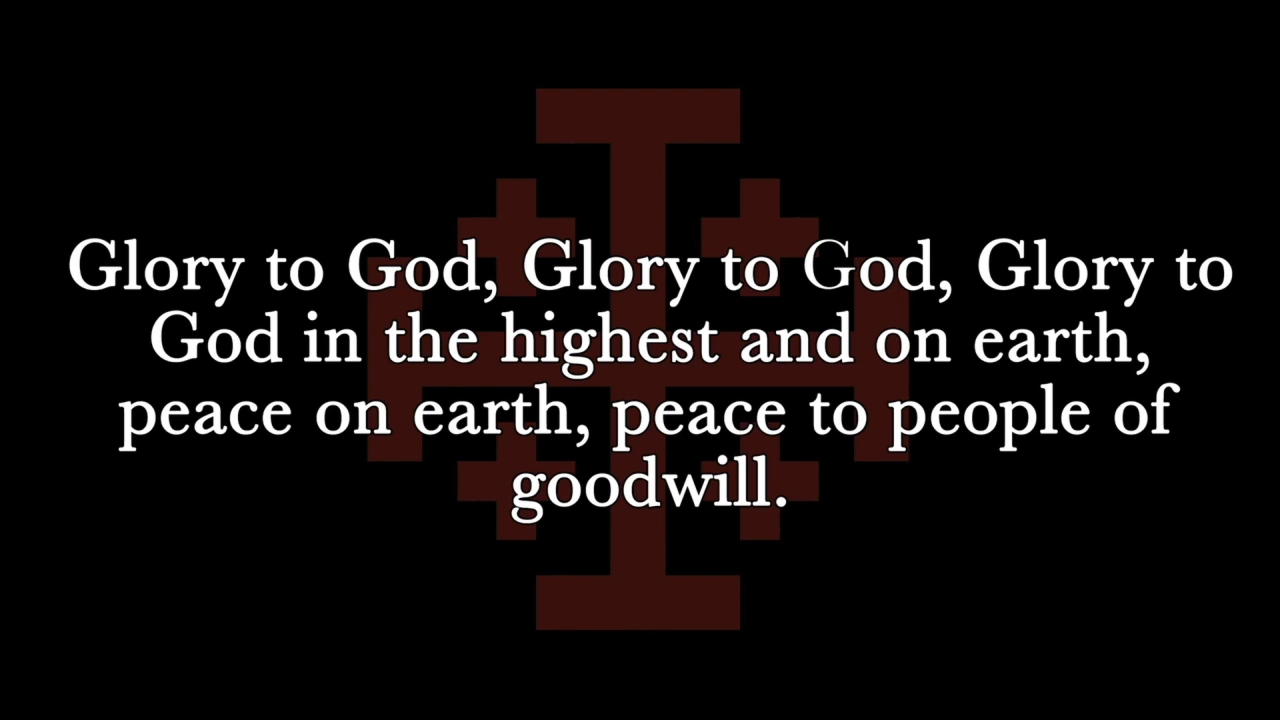 Glory to God, Glory to God, Glory to
God in the highest and on earth,
peace on earth, peace to people of
goodwill.